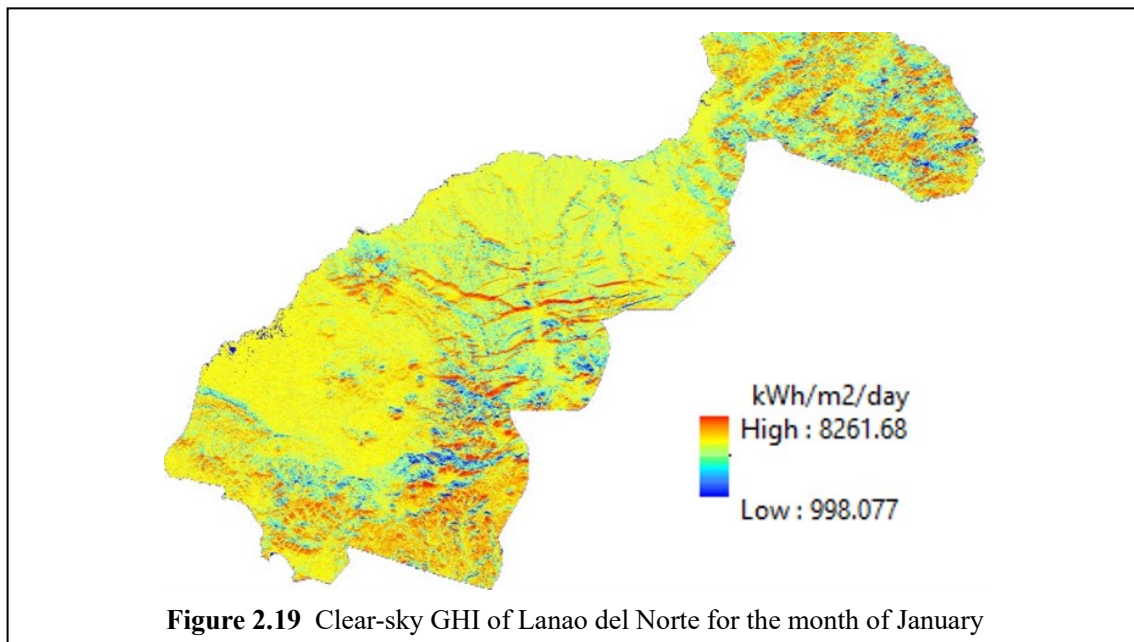 kWh/m2/day
High : 8261.68
Low : 998.077
Figure 2.19 Clear-sky GHI of Lanao del Norte for the month of January